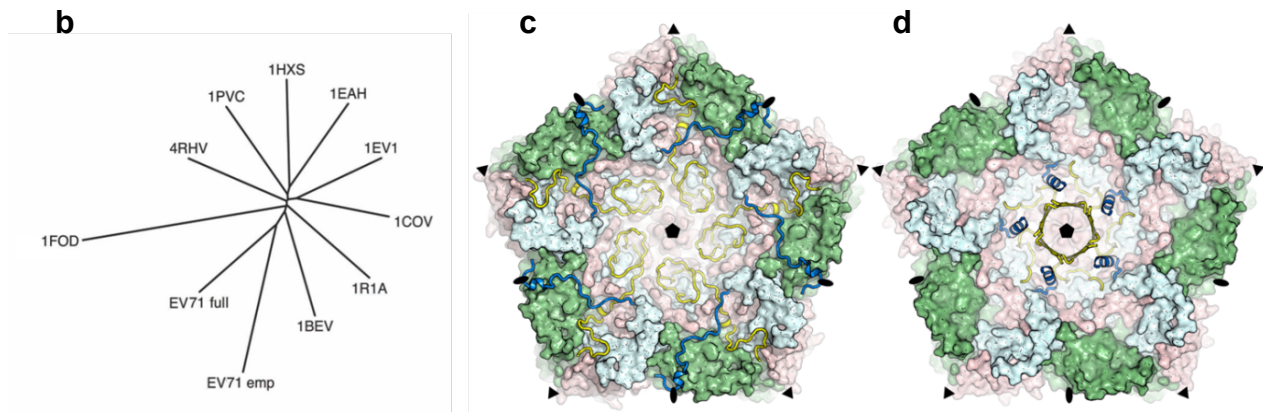 b
c
d
1HXS
1PVC
1EAH
4RHV
1EV1
1COV
1FOD
1R1A
EV71 full
1BEV
EV71 emp